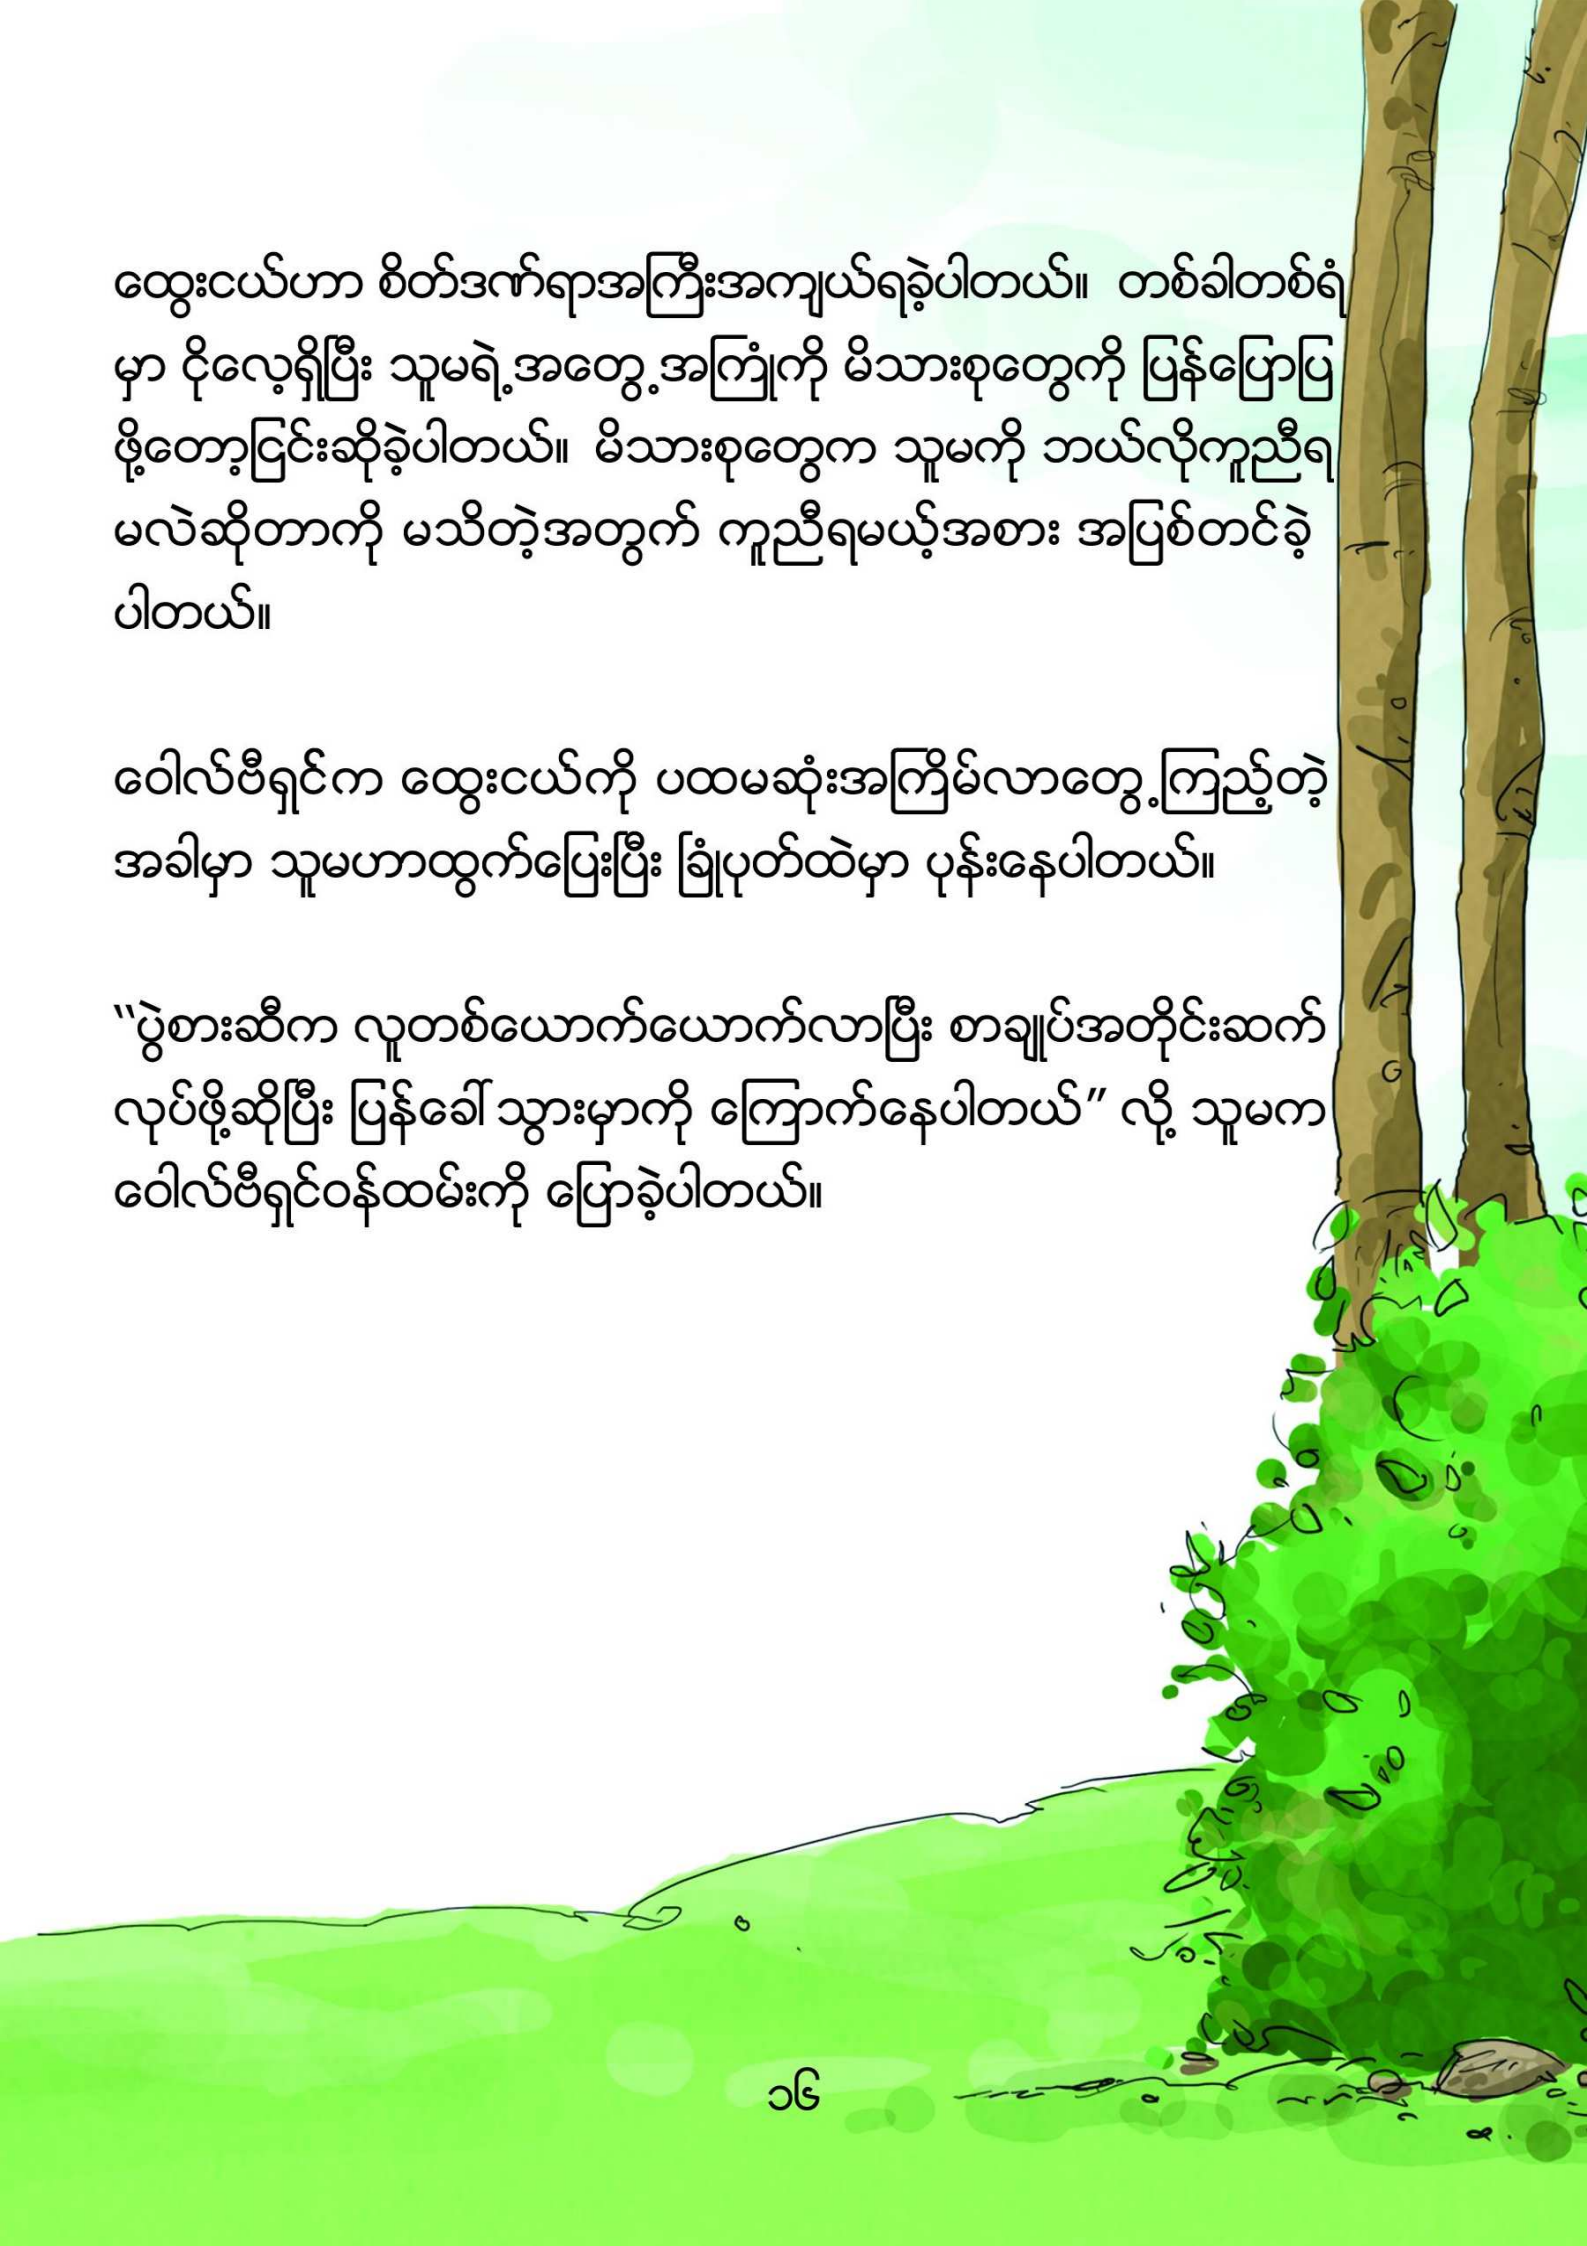 ထွေးငယ်ဟာ စိတ်ဒဏ်ရာအကြီးအကျယ်ရခဲ့ပါတယ်။ တစ်ခါတစ်ရံ
မှာ ငိုလေ့ရှိပြီး သူမရဲ့အတွေ့အကြုံကို မိသားစုတွေကို ပြန်ပြောပြ
ဖို့တော့ငြင်းဆိုခဲ့ပါတယ်။ မိသားစုတွေက သူမကို ဘယ်လိုကူညီရ
မလဲဆိုတာကို မသိတဲ့အတွက် ကူညီရမယ့်အစား အပြစ်တင်ခဲ့
ပါတယ်။
ဝေါလ်ဗီရှင်က ထွေးငယ်ကို ပထမဆုံးအကြိမ်လာတွေ့ကြည့်တဲ့
အခါမှာ သူမဟာထွက်ပြေးပြီး ခြုံပုတ်ထဲမှာ ပုန်းနေပါတယ်။
“ပွဲစားဆီက လူတစ်ယောက်ယောက်လာပြီး စာချုပ်အတိုင်းဆက်
လုပ်ဖို့ဆိုပြီး ပြန်ခေါ်သွားမှာကို ကြောက်နေပါတယ်” လို့ သူမက
ဝေါလ်ဗီရှင်ဝန်ထမ်းကို ပြောခဲ့ပါတယ်။
၁၆